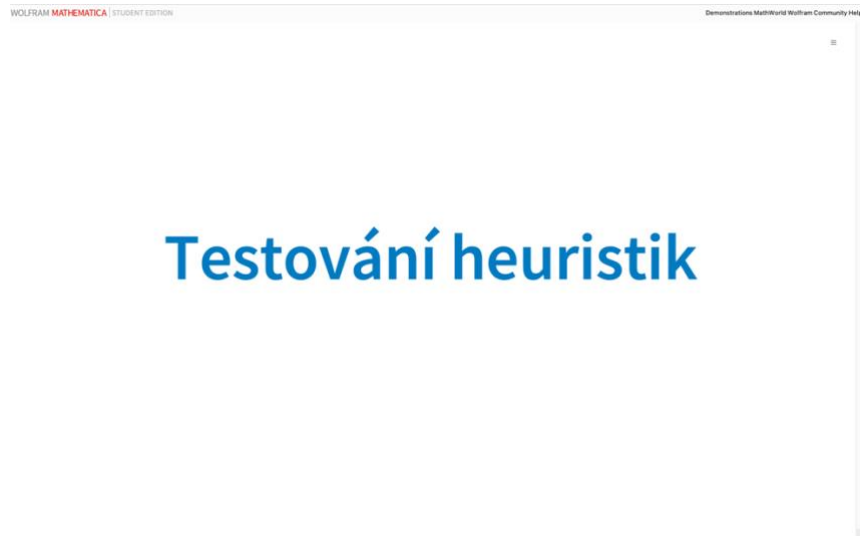 WOLFRAM MATHEMATICA | STUDENT EDITION
Demonstrations MathWorld Wolfram Community Help
Testování heuristik